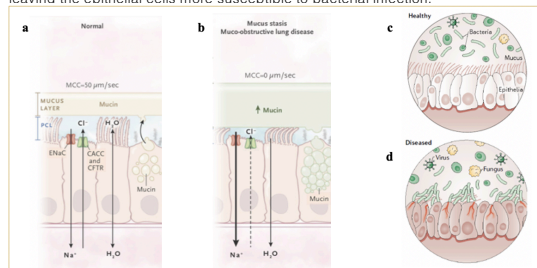 leaving the epithelial cells more susceptible to bacterial infection.
a
Normal
MCC=50 μm/sec
MUCUS
LAYER
Mucin
PCL
Cl⁻
H₂O
ENaC
CACC
and
CFTR
Mucin
Na⁺
H₂O
b
Mucus stasis
Muco-obstructive lung disease
MCC=0 μm/sec
↑ Mucin
Cl⁻
Mucin
Na⁺
H₂O
c
Healthy
Bacteria
Mucus
Epithelia
Diseased
d
Virus
Fungus